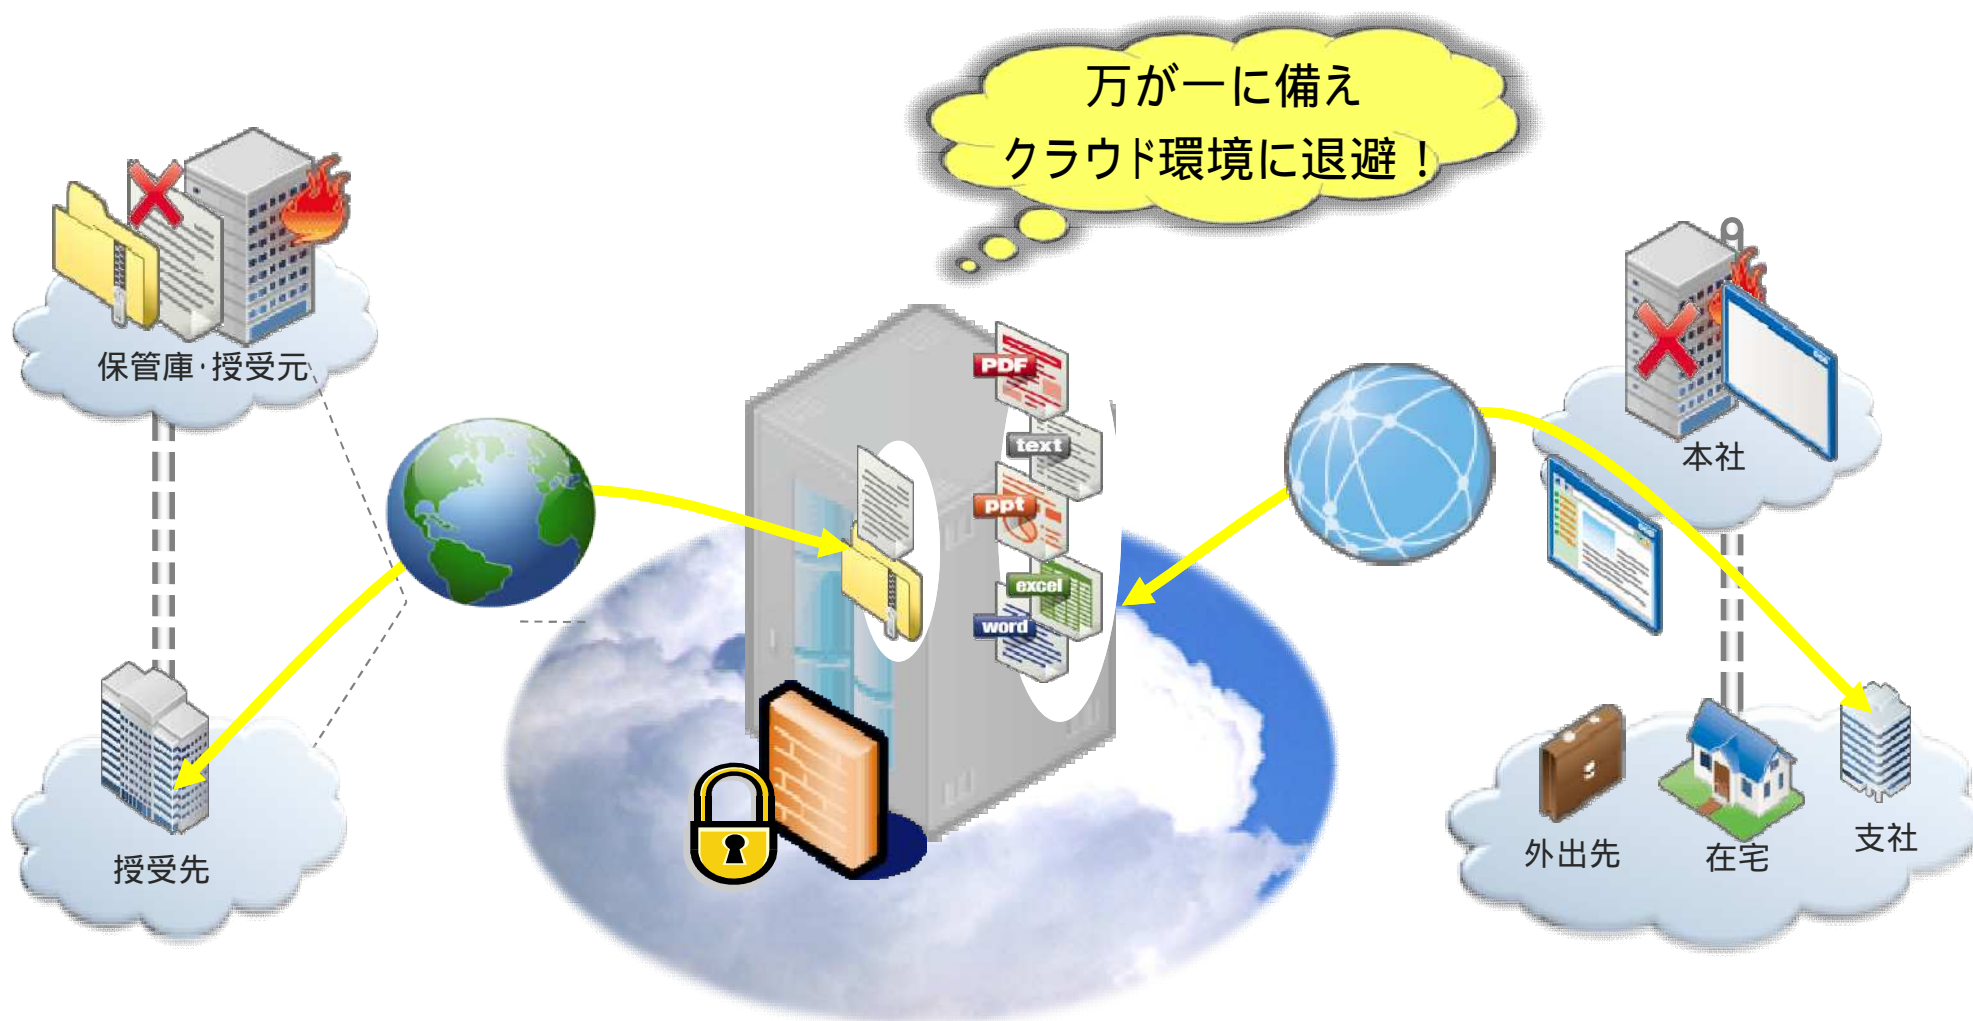 万が一に備え
クラウド環境に退避！
保管庫・授受元
PDF
text
ppt
excel
word
本社
授受先
外出先
在宅
支社